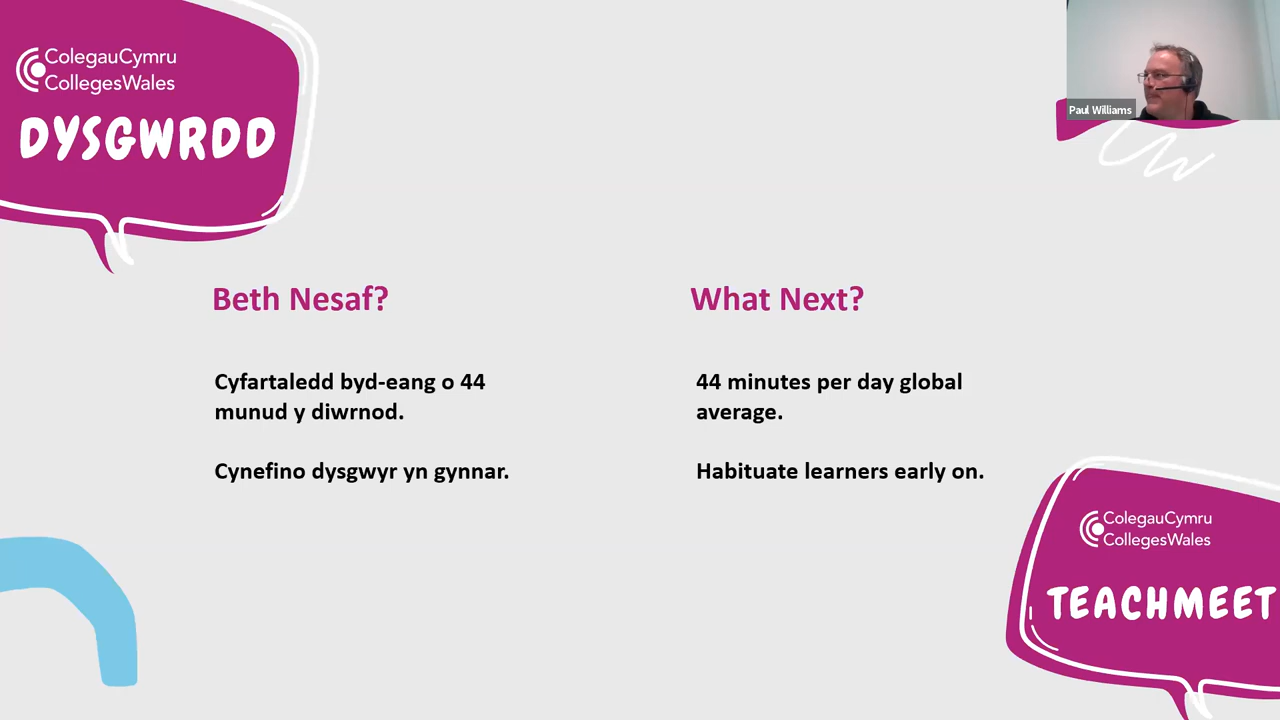 ColegauCymru
CollegesWales
DYSGWRDD
Paul Williams
Beth Nesaf?
Cyfartaledd byd-eang o 44
munud y diwrnod.
Cynefino dysgwyr yn gynnar.
What Next?
44 minutes per day global
average.
Habituate learners early on.
ColegauCymru
CollegesWales
TEACHMEET